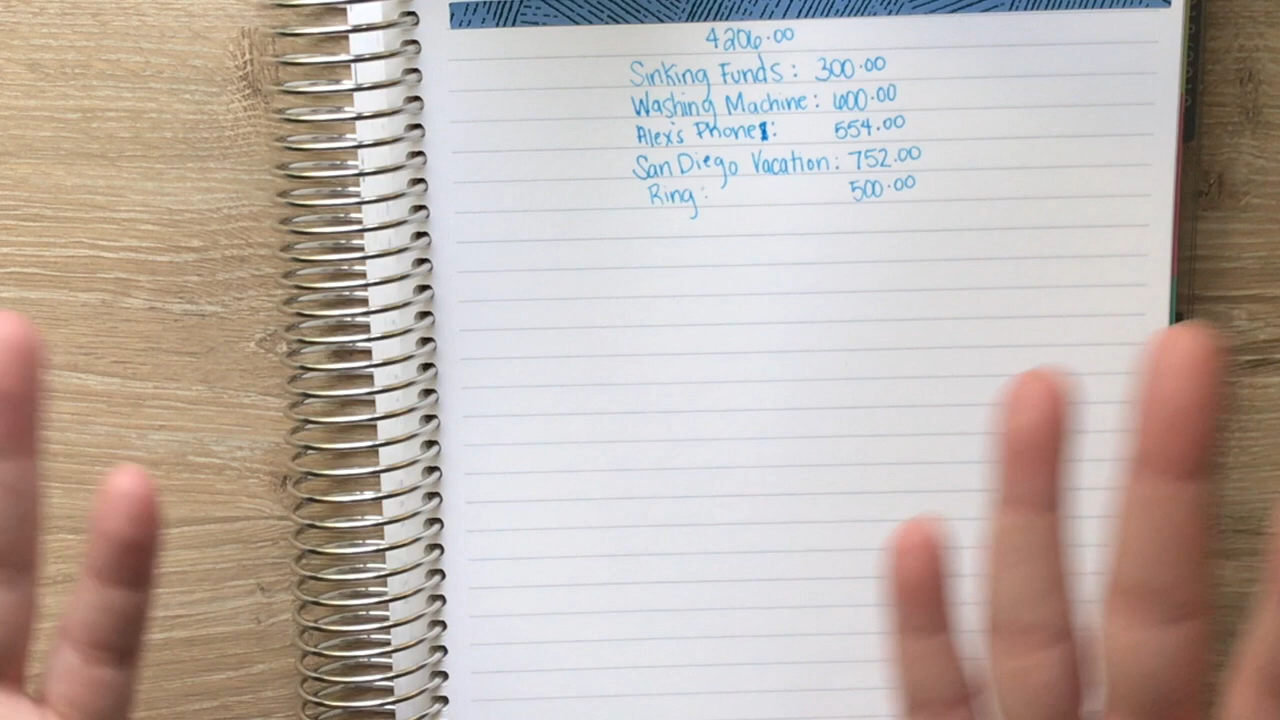 4206.00
Sinking Funds: 300.00
Washing Machine: 600.00
Alex's Phone:
554.00
San Diego Vacation: 752.00
Ring: 500.00